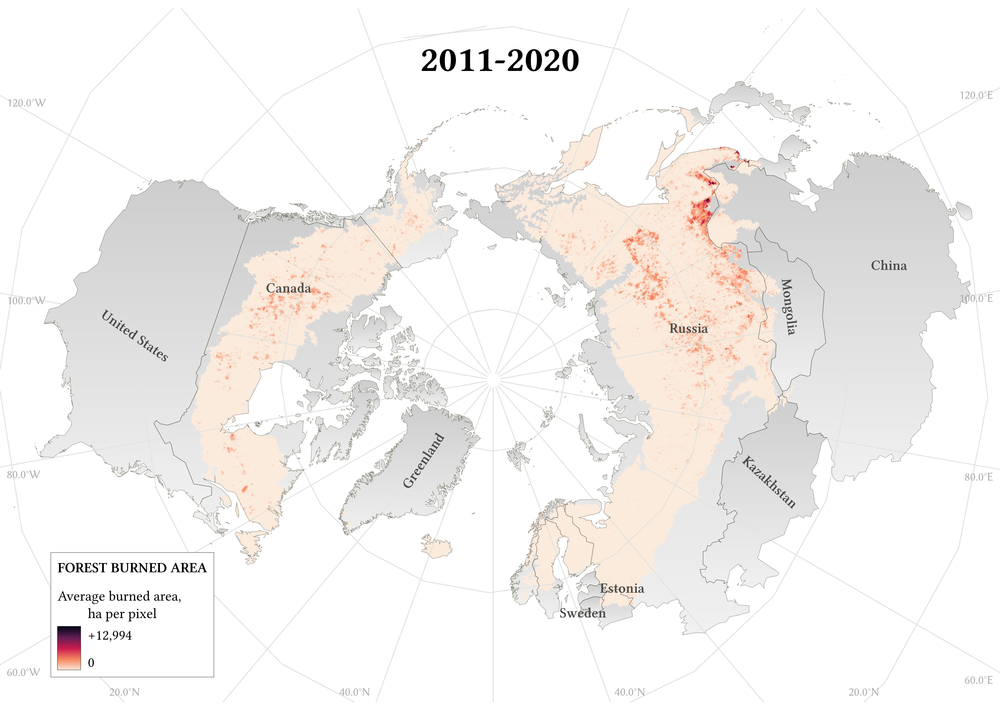 2011-2020
120.0°W
120.0°E
China
Canada
Mongolia
100.0°W
100.0°E
United States
Russia
Greenland
Kazakhstan
80.0°W
80.0°E
FOREST BURNED AREA
Estonia
Average burned area,
ha per pixel
Sweden
+12,994
0
60.0°W
60.0°E
20.0°N
40.0°N
40.0°N
20.0°N